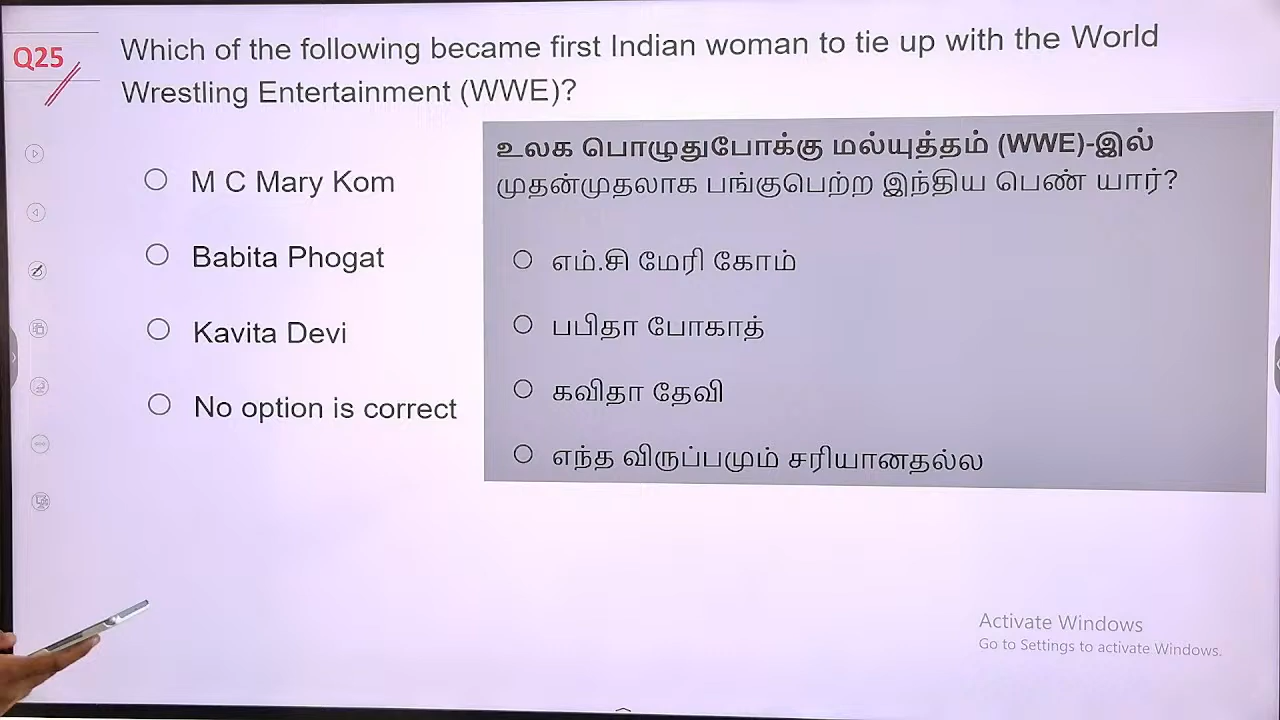 Q25
Which of the following became first Indian woman to tie up with the World
Wrestling Entertainment (WWE)?
M C Mary Kom
Babita Phogat
Kavita Devi
No option is correct
உலக பொழுதுபோக்கு மல்யுத்தம் (WWE)-இல்
முதன்முதலாக பங்குபெற்ற இந்திய பெண் யார்?
எம்.சி மேரி கோம்
பபிதா போகாத்
கவிதா தேவி
எந்த விருப்பமும் சரியானதல்ல
Activate Windows
Go to Settings to activate Windows.